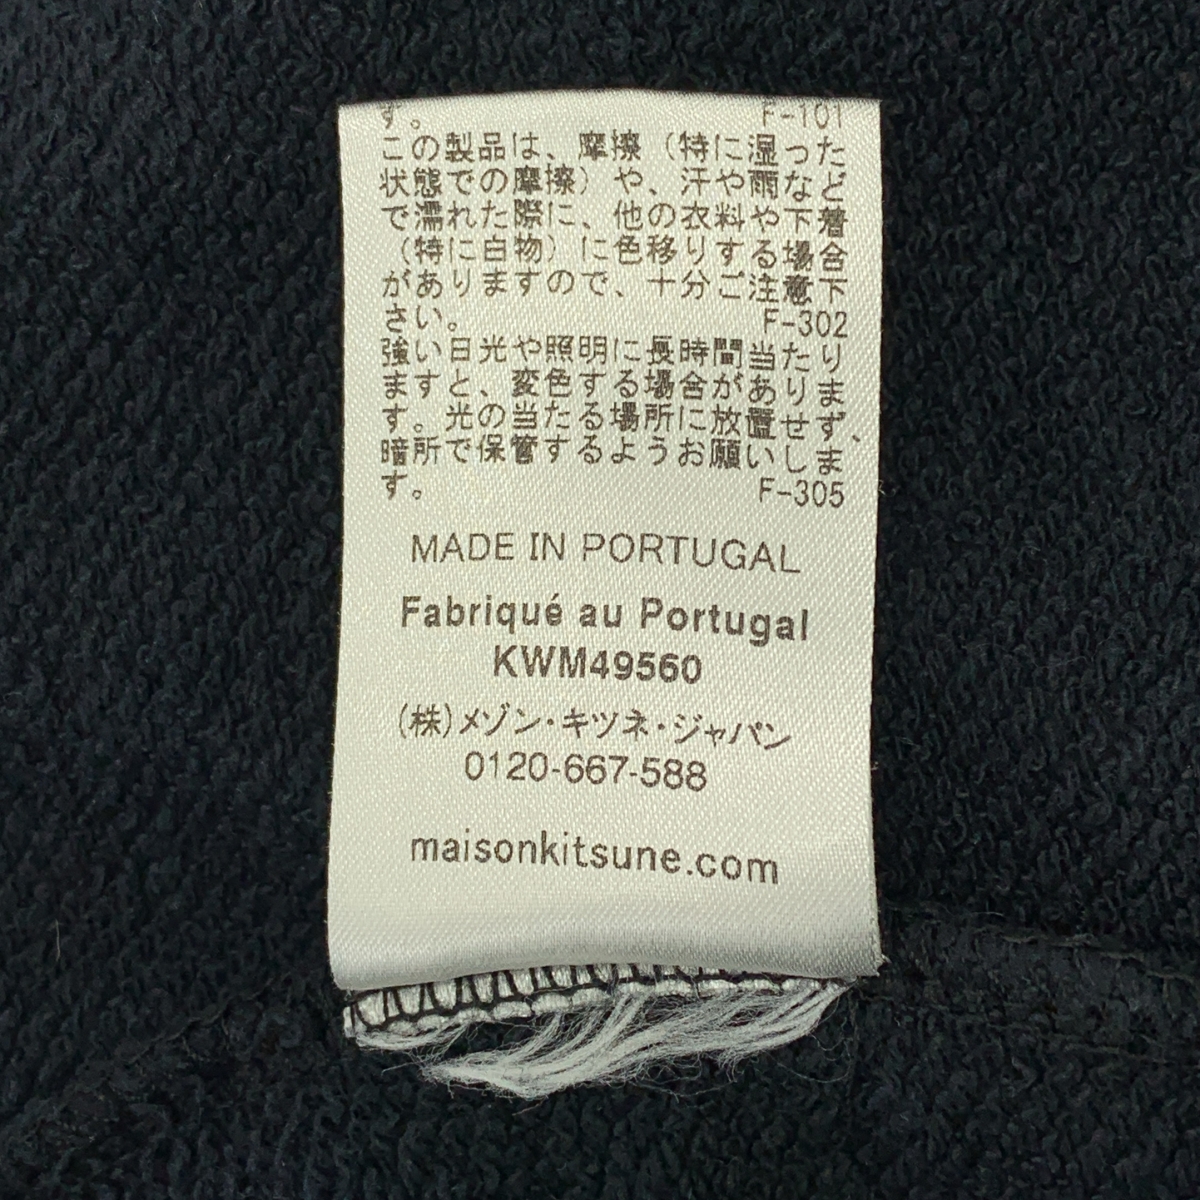 す。 F-101
この製品は、摩擦（特に湿った
状態での摩擦）や、汗や雨など
で濡れた際に、他の衣料や下着
（特に白物）に色移りする場合
がありますので、十分ご注意下
さい。 F-302
強い日光や照明に長時間当たり
ますと、変色する場合がありま
す。光の当たる場所に放置せず、
暗所で保管するようお願いしま
す。 F-305
MADE IN PORTUGAL
Fabriqué au Portugal
KWM49560
(株)メゾン・キツネ・ジャパン
0120-667-588
maisonkitsune.com